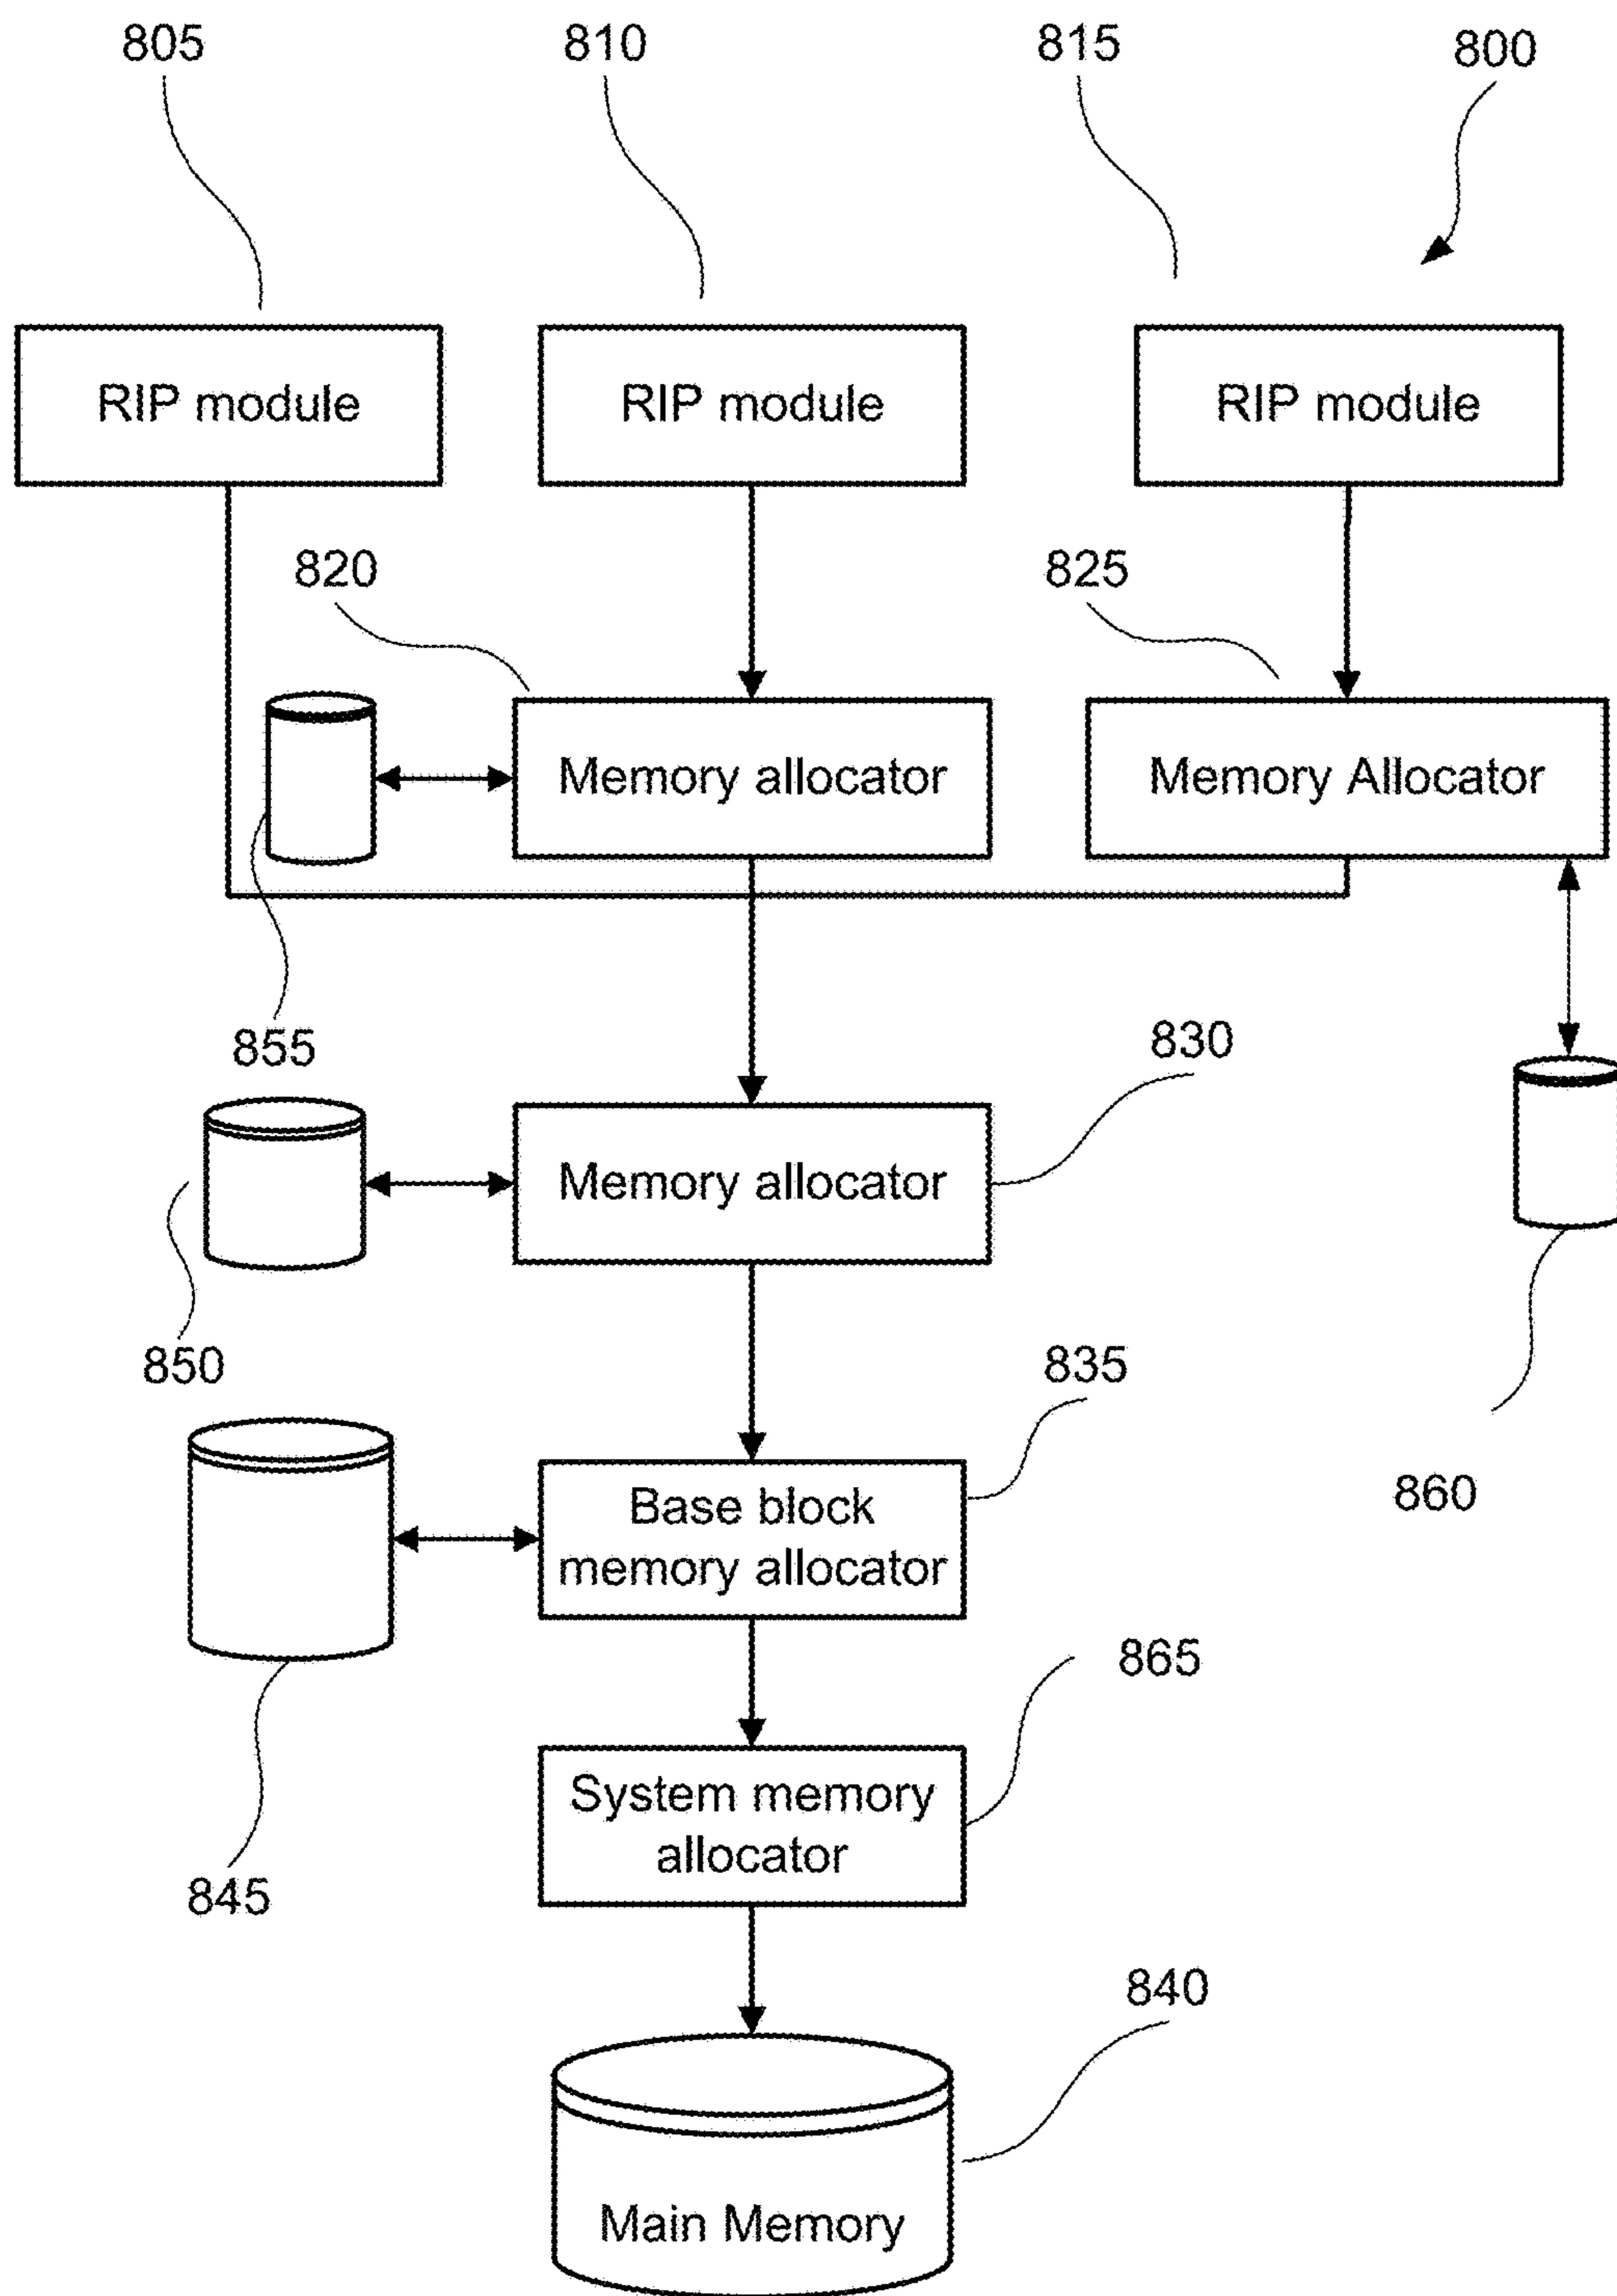 805
810
815
800
RIP module
RIP module
RIP module
820
825
Memory allocator
Memory Allocator
855
830
Memory allocator
850
835
Base block
memory allocator
860
865
System memory
allocator
845
840
Main Memory